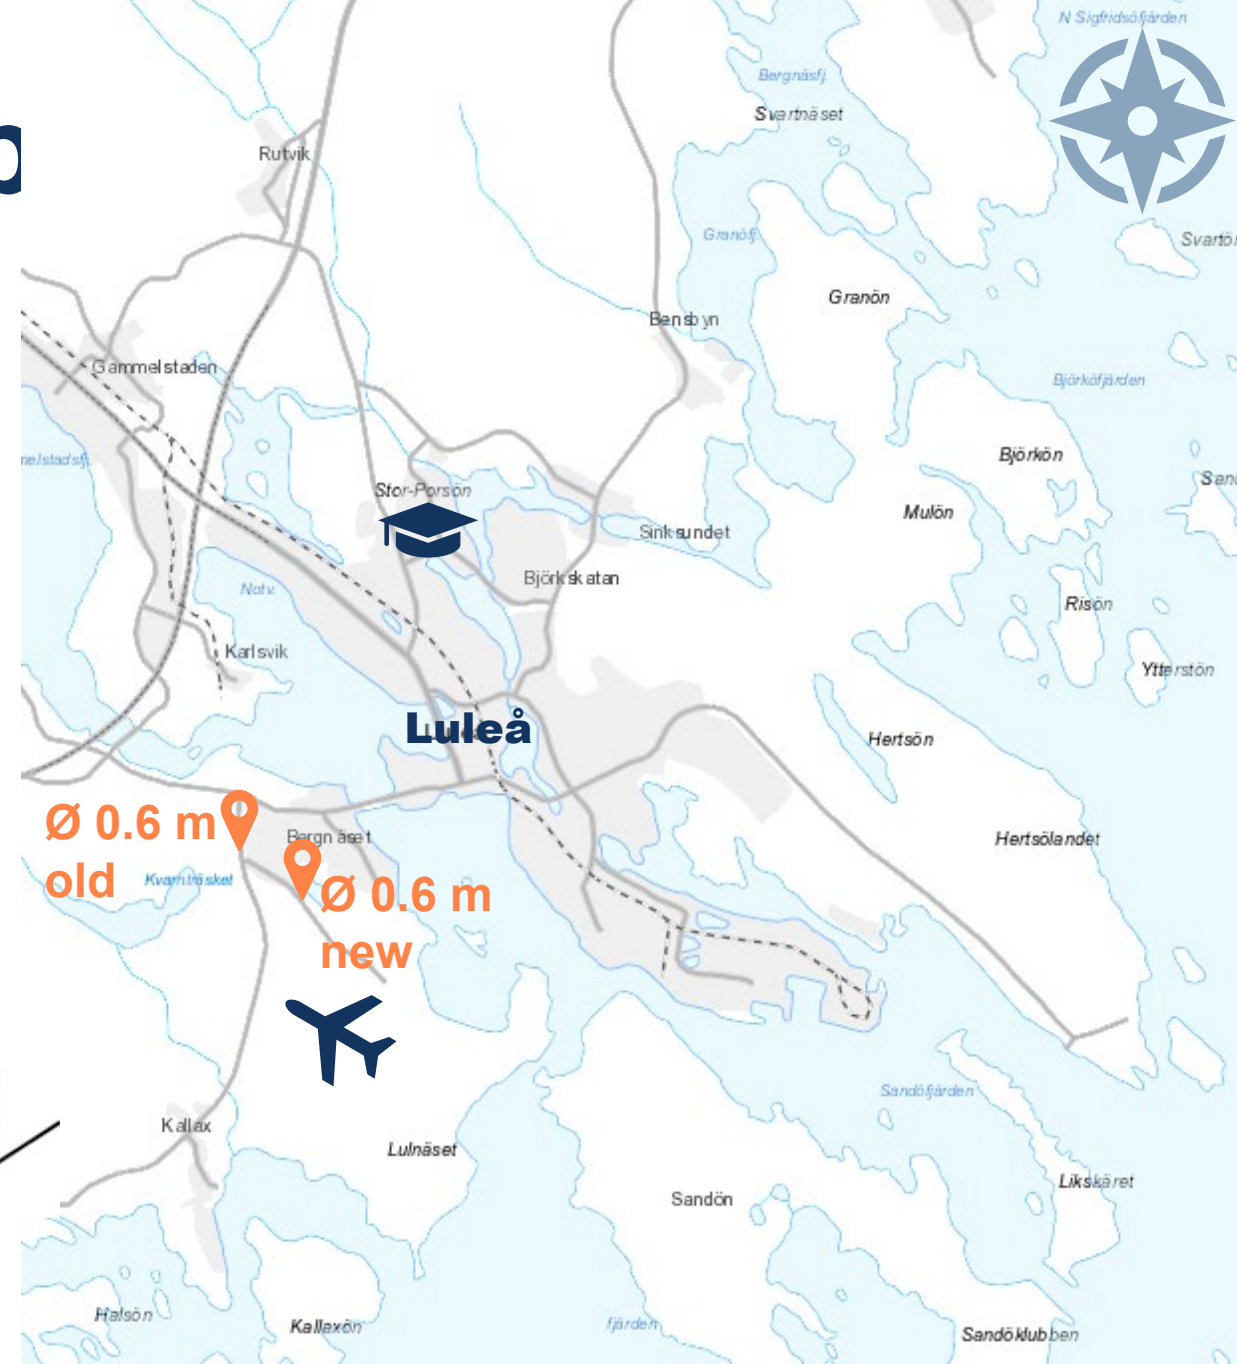 N Sigfridsöfjärden
Bergnäsfj.
Svartnäset
Rutvik
Granöfj.
Granön
Bensbyn
Gammelstaden
Björköfjärden
Björkön
Stor-Porsön
Mulön
Sinksundet
Björkskatan
Notv.
Risön
Karlsvik
Ytterstön
Luleå
Hertsön
Ø 0.6 m
old
Bergnäset
Hertsölandet
Kvarnträsket
Ø 0.6 m
new
Sandöfjärden
Kallax
Lulnäset
Likskäret
Sandön
Halsön
Kallaxön
fjärden
Sandöklubben